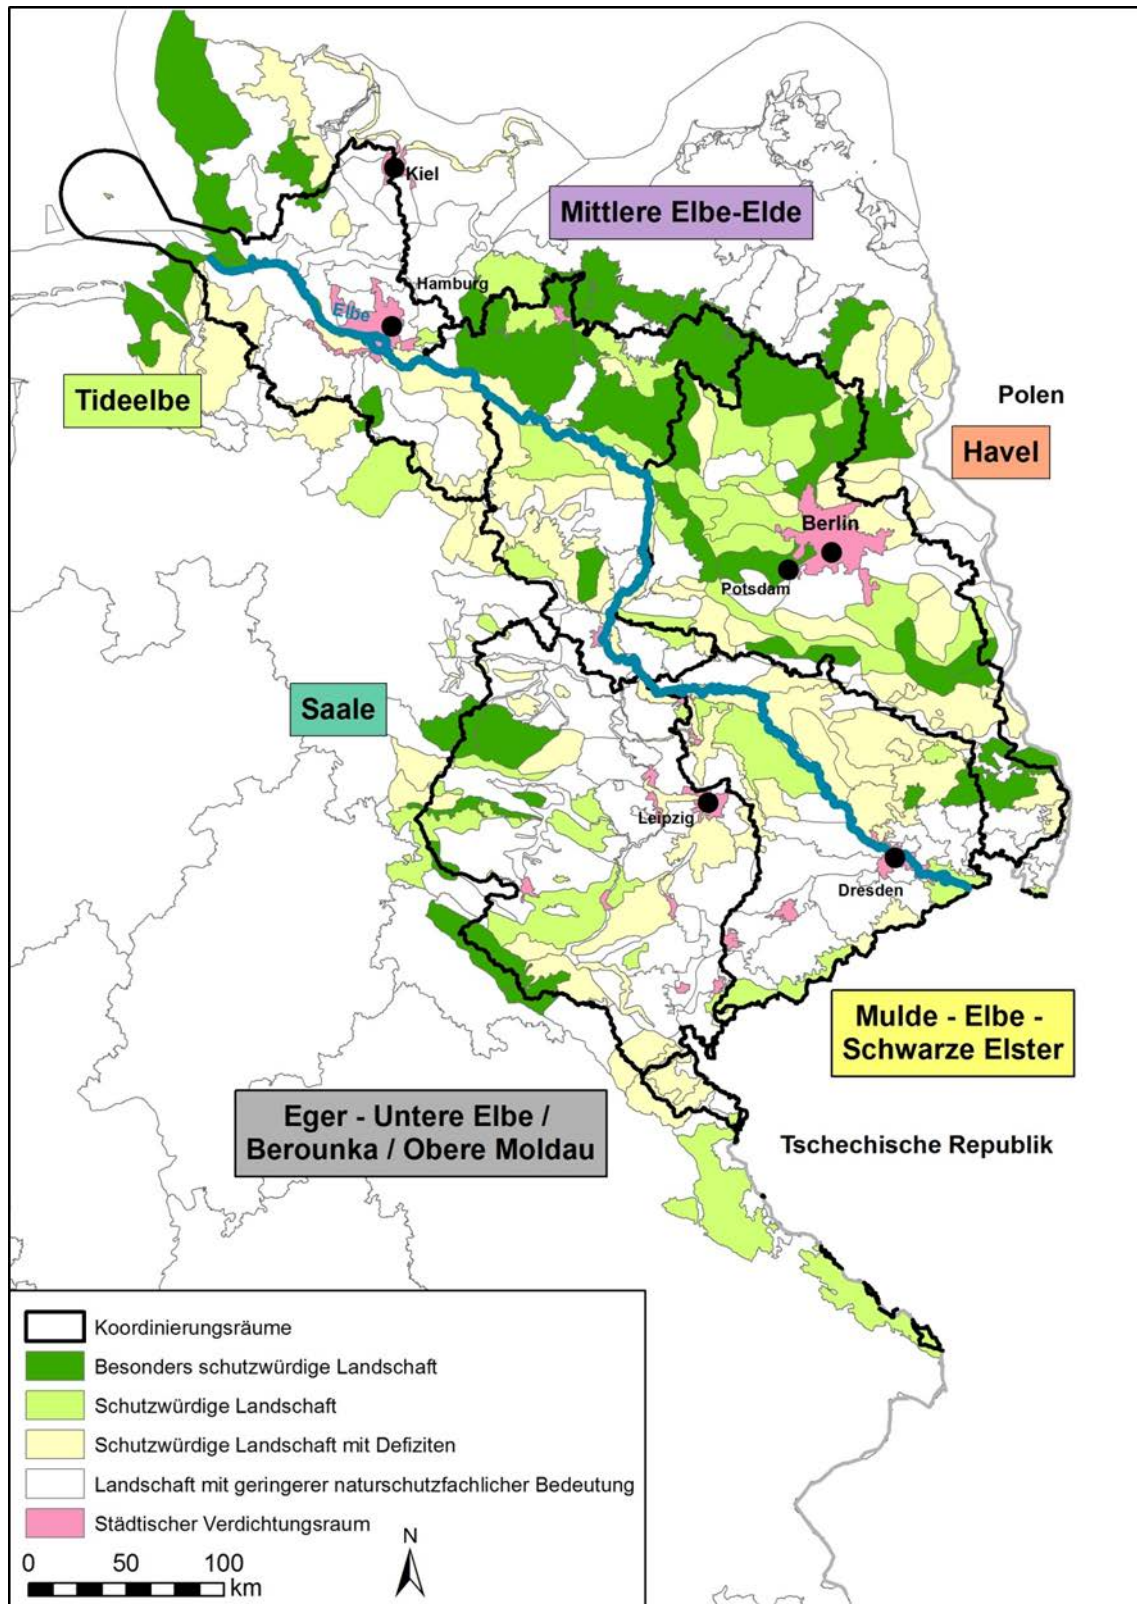 Kiel
Mittlere Elbe-Elde
Hamburg
Elbe
Tideelbe
Polen
Havel
Berlin
Potsdam
Saale
Leipzig
Dresden
Mulde - Elbe -
Schwarze Elster
Eger - Untere Elbe /
Berounka / Obere Moldau
Tschechische Republik
Koordinierungsräume
Besonders schutzwürdige Landschaft
Schutzwürdige Landschaft
Schutzwürdige Landschaft mit Defiziten
Landschaft mit geringerer naturschutzfachlicher Bedeutung
Städtischer Verdichtungsraum
N
0 50 100
km